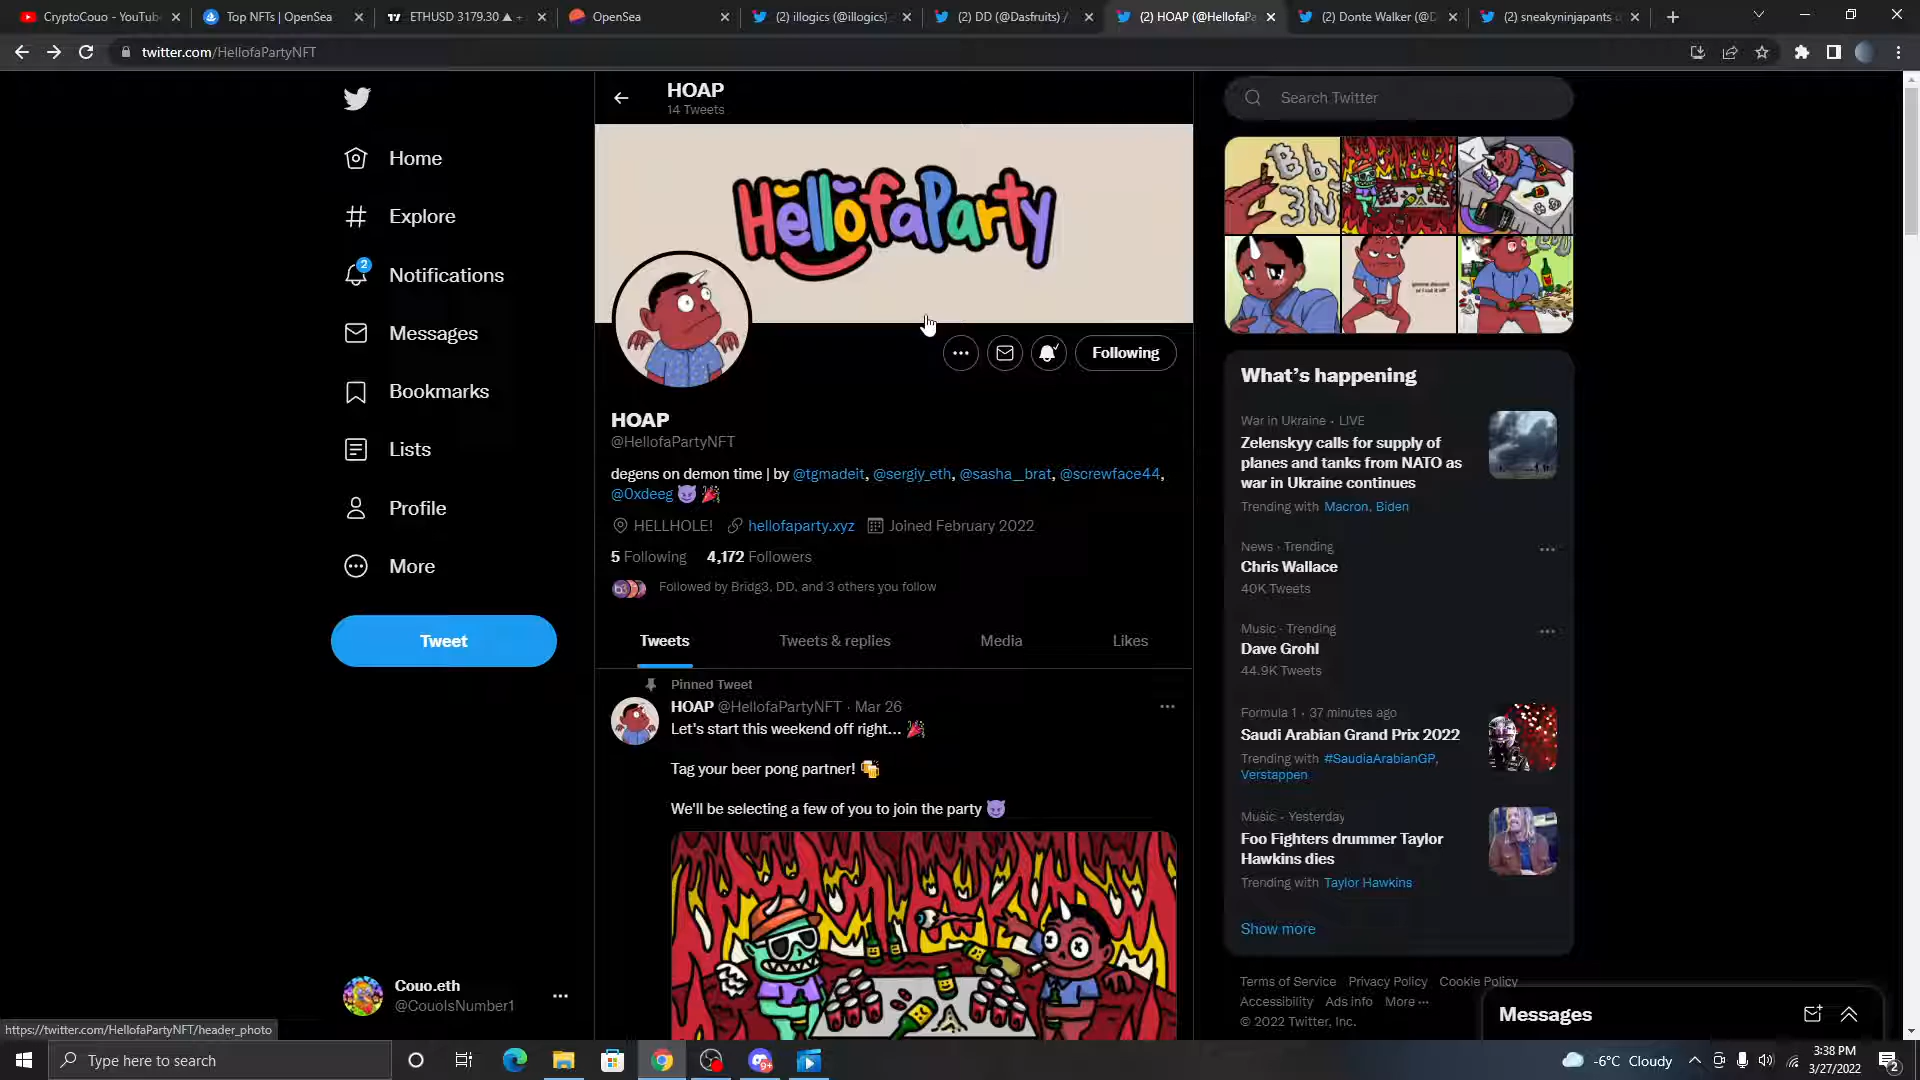 CryptoCouo - YouTub
Top NFTs | OpenSea
ETHUSD 3179.30 ▲ +
OpenSea
(2) illogics (@illogics)
(2) DD (@Dasfruits) /
(2) HOAP (@HellofaPa
(2) Donte Walker (@D
(2) sneakyninjapants
twitter.com/HellofaPartyNFT
HOAP
14 Tweets
Search Twitter
Home
Explore
2
Notifications
Messages
Bookmarks
Lists
Profile
More
Tweet
HellofaParty
Following
HOAP
@HellofaPartyNFT
degens on demon time | by @tgmadeit, @sergiy_eth, @sasha__brat, @screwface44,
@0xdeeg 😈 🎉
HELLHOLE! hellofaparty.xyz Joined February 2022
5 Following 4,172 Followers
Followed by Bridg3, DD, and 3 others you follow
Tweets
Tweets & replies
Media
Likes
Pinned Tweet
HOAP @HellofaPartyNFT · Mar 26
Let's start this weekend off right... 🎉
Tag your beer pong partner! 🍻
We'll be selecting a few of you to join the party 😈
What's happening
War in Ukraine · LIVE
Zelenskyy calls for supply of
planes and tanks from NATO as
war in Ukraine continues
Trending with Macron, Biden
News · Trending
Chris Wallace
40K Tweets
Music · Trending
Dave Grohl
44.9K Tweets
Formula 1 · 37 minutes ago
Saudi Arabian Grand Prix 2022
Trending with #SaudiaArabianGP,
Verstappen
Music · Yesterday
Foo Fighters drummer Taylor
Hawkins dies
Trending with Taylor Hawkins
Show more
Terms of Service Privacy Policy Cookie Policy
Accessibility Ads info More ···
© 2022 Twitter, Inc.
Messages
Couo.eth
@CouoIsNumber1
https://twitter.com/HellofaPartyNFT/header_photo
Type here to search
-6°C Cloudy
3:38 PM
3/27/2022
2